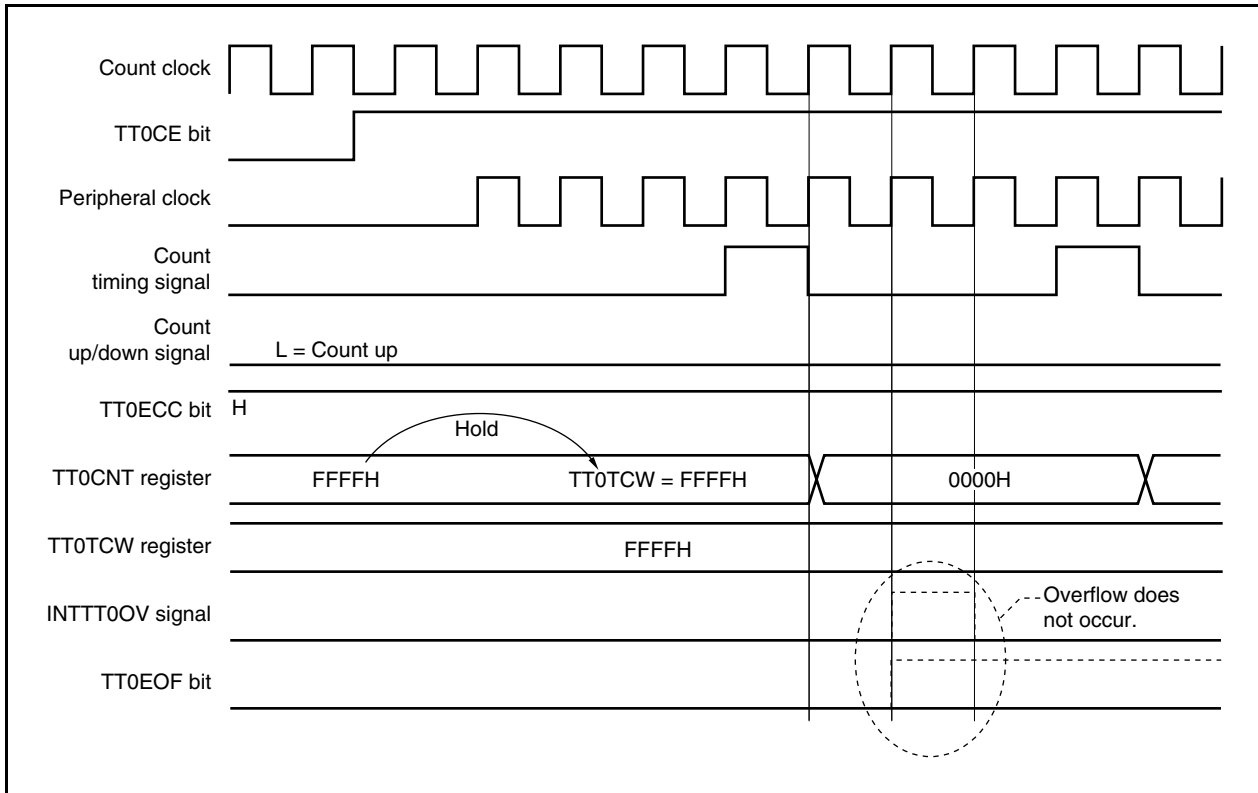 Count clock
TT0CE bit
Peripheral clock
Count
timing signal
Count
up/down signal
L = Count up
TT0ECC bit
H
Hold
TT0CNT register
FFFFH
TT0TCW = FFFFH
0000H
TT0TCW register
FFFFH
INTTT0OV signal
Overflow does
not occur.
TT0EOF bit